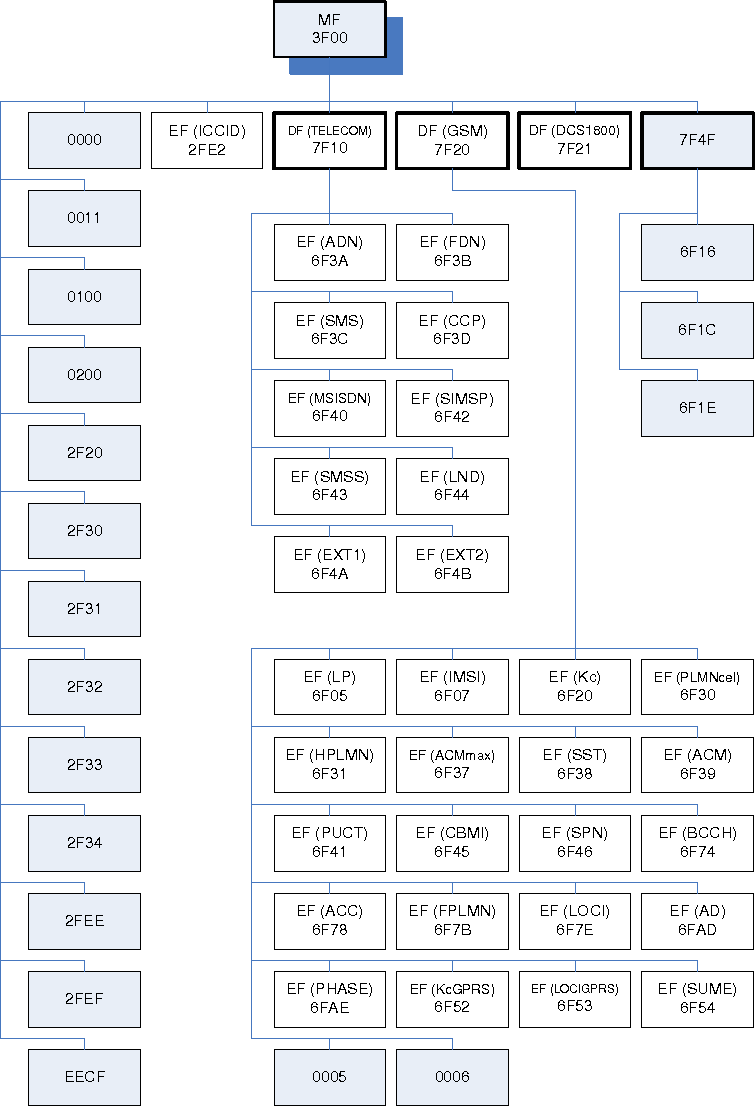 MF
3F00
0000
EF (ICCID)
2FE2
DF (TELECOM)
7F10
DF (GSM)
7F20
DF (DCS1800)
7F21
7F4F
0011
0100
0200
2F20
2F30
2F31
2F32
2F33
2F34
2FEE
2FEF
EECF
EF (ADN)
6F3A
EF (FDN)
6F3B
EF (SMS)
6F3C
EF (CCP)
6F3D
EF (MSISDN)
6F40
EF (SIMSP)
6F42
EF (SMSS)
6F43
EF (LND)
6F44
EF (EXT1)
6F4A
EF (EXT2)
6F4B
6F16
6F1C
6F1E
EF (LP)
6F05
EF (IMSI)
6F07
EF (Kc)
6F20
EF (PLMNcel)
6F30
EF (HPLMN)
6F31
EF (ACMmax)
6F37
EF (SST)
6F38
EF (ACM)
6F39
EF (PUCT)
6F41
EF (CBMI)
6F45
EF (SPN)
6F46
EF (BCCH)
6F74
EF (ACC)
6F78
EF (FPLMN)
6F7B
EF (LOCI)
6F7E
EF (AD)
6FAD
EF (PHASE)
6FAE
EF (KcGPRS)
6F52
EF (LOCIGPRS)
6F53
EF (SUME)
6F54
0005
0006